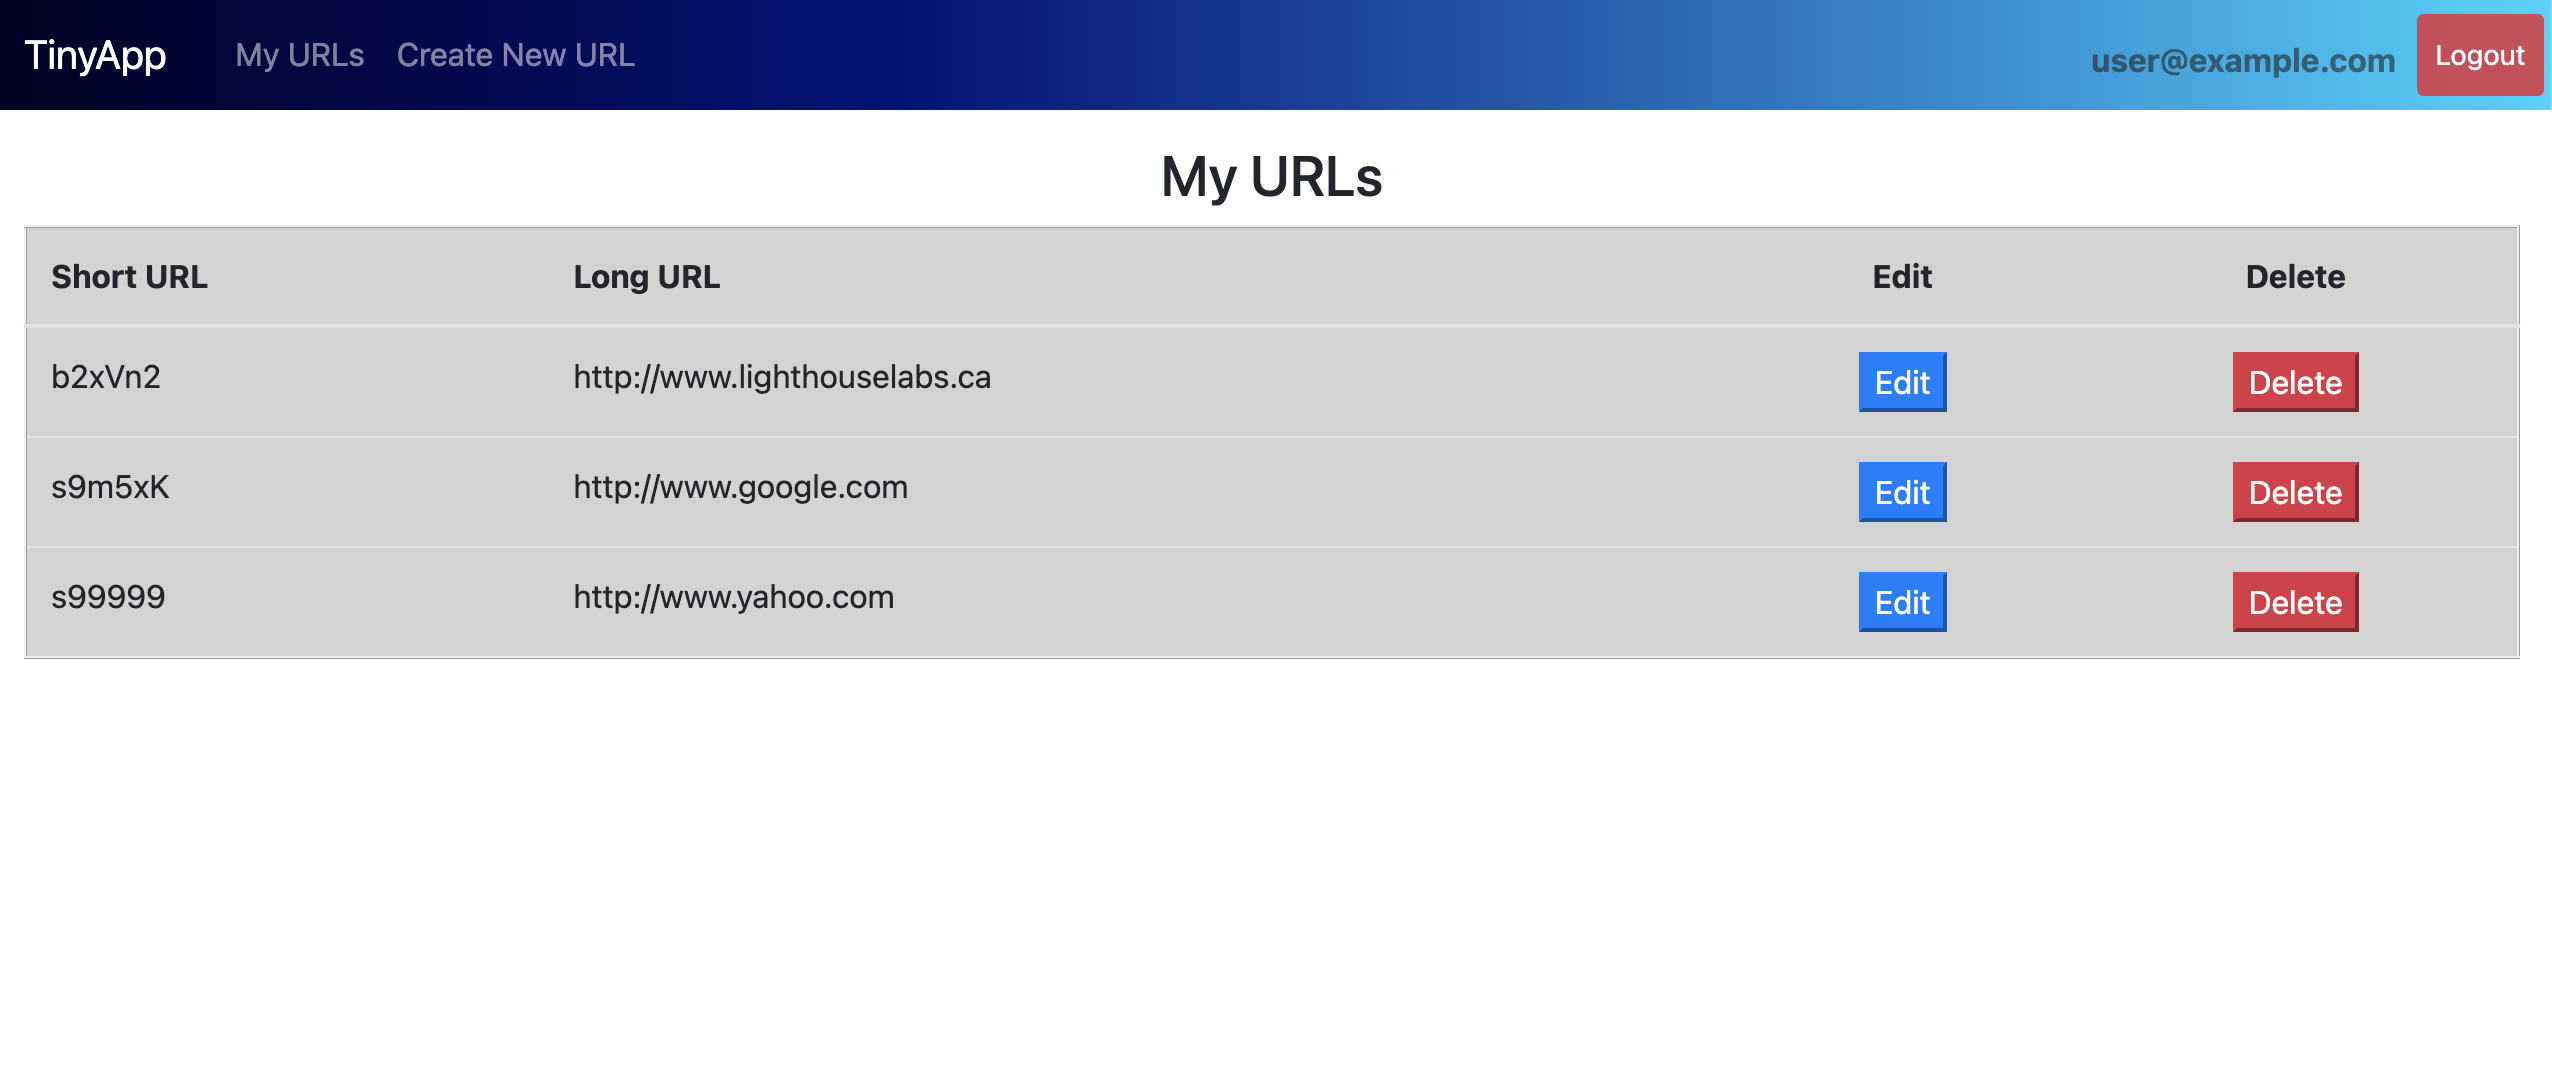 TinyApp My URLs Create New URL user@example.com Logout
My URLs
Short URL Long URL Edit Delete
b2xVn2 http://www.lighthouselabs.ca Edit Delete
s9m5xK http://www.google.com Edit Delete
s99999 http://www.yahoo.com Edit Delete